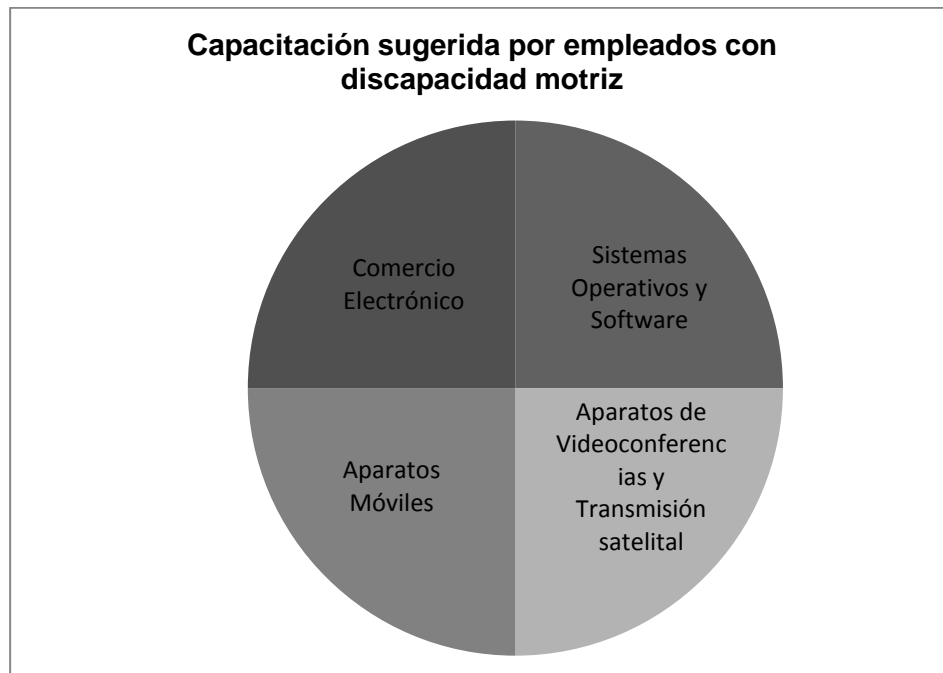 Capacitación sugerida por empleados con
discapacidad motriz
Comercio
Electrónico
Sistemas
Operativos y
Software
Aparatos
Móviles
Aparatos de
Videoconferenc
ias y
Transmisión
satelital